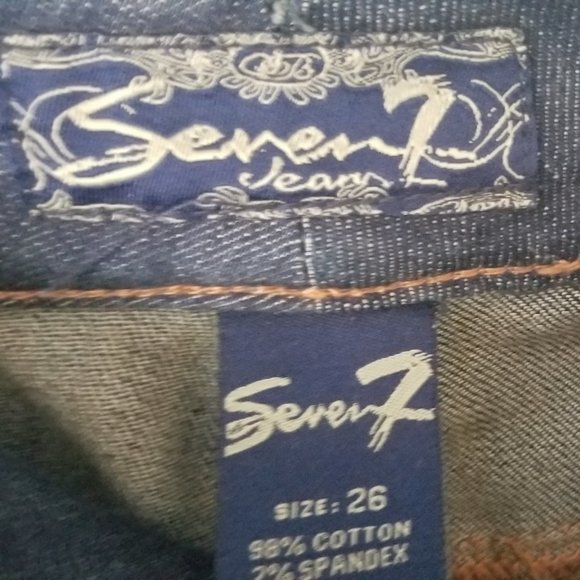 Seven7
Jeans
Seven7
SIZE: 26
98% COTTON
2% SPANDEX